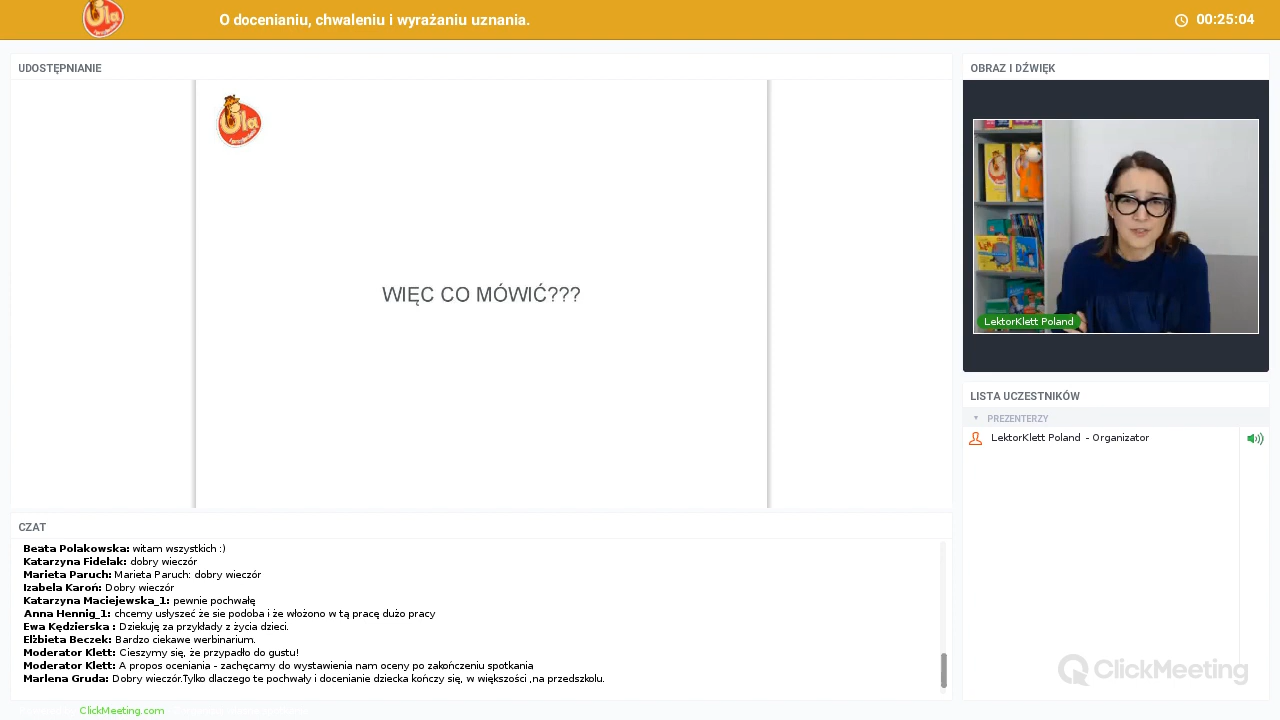 Ula
O docenianiu, chwaleniu i wyrażaniu uznania.
00:25:04
UDOSTĘPNIANIE
Ula
WIĘC CO MÓWIĆ???
OBRAZ I DŹWIĘK
LektorKlett Poland
LISTA UCZESTNIKÓW
PREZENTERZY
LektorKlett Poland - Organizator
CZAT
Beata Polakowska: witam wszystkich :)
Katarzyna Fidelak: dobry wieczór
Marieta Paruch: Marieta Paruch: dobry wieczór
Izabela Karoń: Dobry wieczór
Katarzyna Maciejewska_1: pewnie pochwałę
Anna Hennig_1: chcemy usłyszeć że sie podoba i że włożono w tą pracę dużo pracy
Ewa Kędzierska : Dziekuję za przykłady z życia dzieci.
Elżbieta Beczek: Bardzo ciekawe werbinarium.
Moderator Klett: Cieszymy się, że przypadło do gustu!
Moderator Klett: A propos oceniania - zachęcamy do wystawienia nam oceny po zakończeniu spotkania
Marlena Gruda: Dobry wieczór.Tylko dlaczego te pochwały i docenianie dziecka kończy się, w większości ,na przedszkolu.
ClickMeeting
ClickMeeting.com